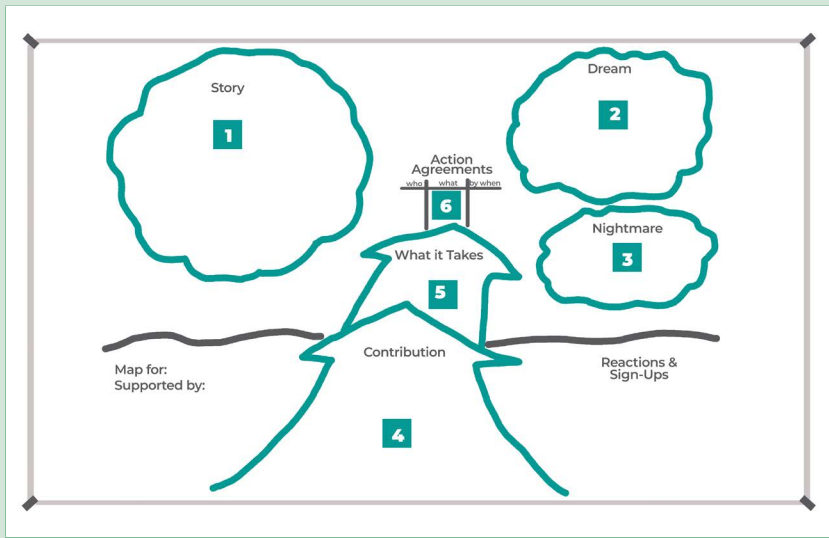 Story
1
Dream
2
Nightmare
3
Action
Agreements
who what by when
6
What it Takes
5
Contribution
4
Map for:
Supported by:
Reactions &
Sign-Ups